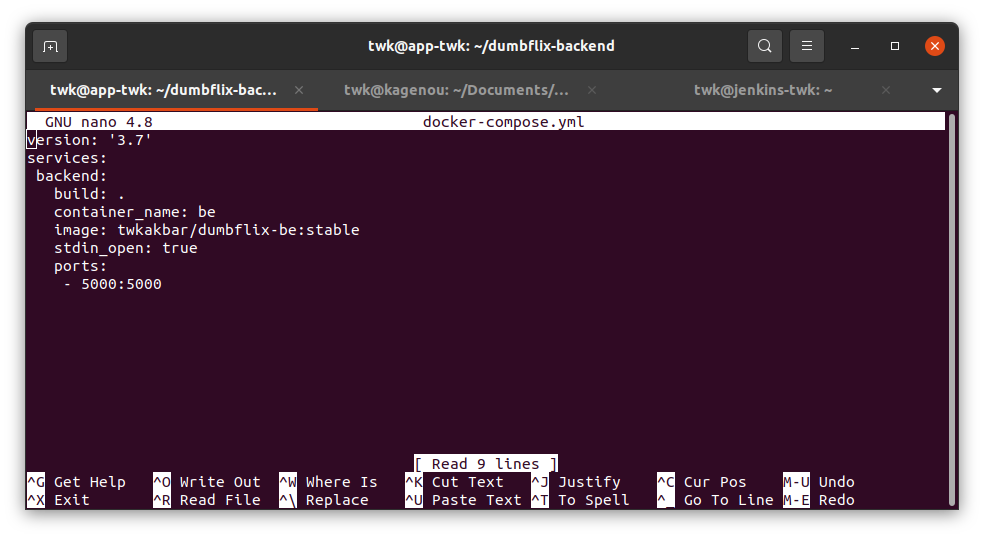 twk@app-twk: ~/dumbflix-backend
twk@app-twk: ~/dumbflix-bac... × twk@kagenou: ~/Documents/... × twk@jenkins-twk: ~ ×
GNU nano 4.8 docker-compose.yml
version: '3.7'
services:
 backend:
   build: .
   container_name: be
   image: twkakbar/dumbflix-be:stable
   stdin_open: true
   ports:
    - 5000:5000
[ Read 9 lines ]
^G Get Help ^O Write Out ^W Where Is ^K Cut Text ^J Justify ^C Cur Pos M-U Undo
^X Exit ^R Read File ^\ Replace ^U Paste Text ^T To Spell ^_ Go To Line M-E Redo